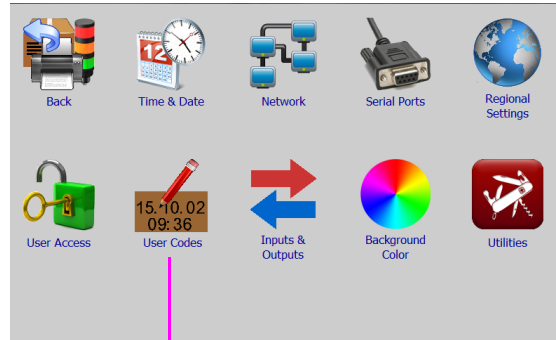 12
Back
Time & Date
Network
Serial Ports
Regional
Settings
15.10.02
09:36
User Access
User Codes
Inputs &
Outputs
Background
Color
Utilities